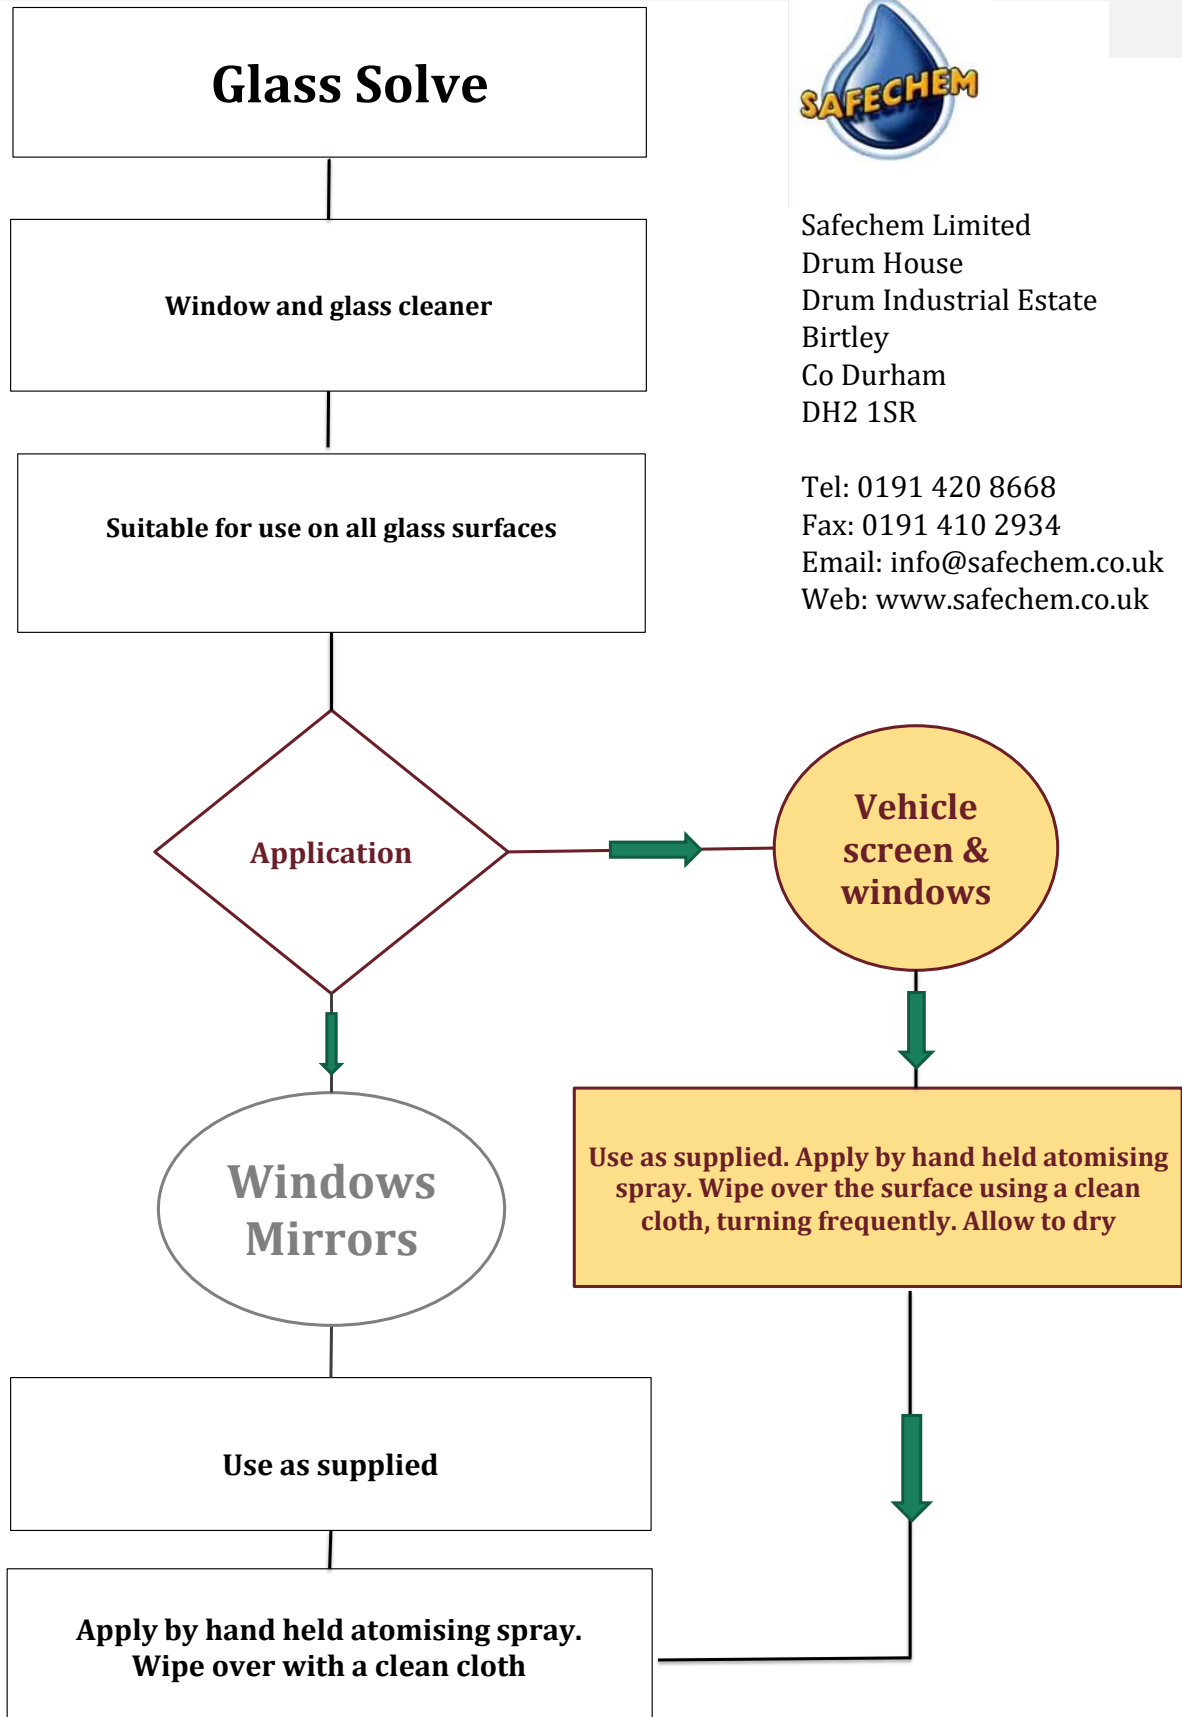 Glass Solve
SAFECHEM
Window and glass cleaner
Safechem Limited
Drum House
Drum Industrial Estate
Birtley
Co Durham
DH2 1SR
Tel: 0191 420 8668
Fax: 0191 410 2934
Email: info@safechem.co.uk
Web: www.safechem.co.uk
Suitable for use on all glass surfaces
Application
Vehicle
screen &
windows
Windows
Mirrors
Use as supplied. Apply by hand held atomising
spray. Wipe over the surface using a clean
cloth, turning frequently. Allow to dry
Use as supplied
Apply by hand held atomising spray.
Wipe over with a clean cloth